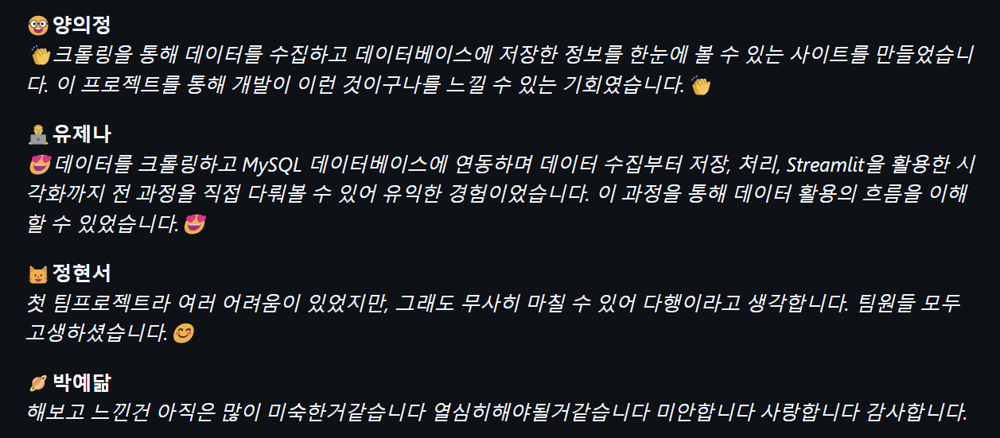 🤓양의정
👏크롤링을 통해 데이터를 수집하고 데이터베이스에 저장한 정보를 한눈에 볼 수 있는 사이트를 만들었습니
다. 이 프로젝트를 통해 개발이 이런 것이구나를 느낄 수 있는 기회였습니다. 👏
🧑‍💻유제나
😍데이터를 크롤링하고 MySQL 데이터베이스에 연동하며 데이터 수집부터 저장, 처리, Streamlit을 활용한 시
각화까지 전 과정을 직접 다뤄볼 수 있어 유익한 경험이었습니다. 이 과정을 통해 데이터 활용의 흐름을 이해
할 수 있었습니다.😍
😺정현서
첫 팀프로젝트라 여러 어려움이 있었지만, 그래도 무사히 마칠 수 있어 다행이라고 생각합니다. 팀원들 모두
고생하셨습니다.😊
🪐박예닮
해보고 느낀건 아직은 많이 미숙한거같습니다 열심히해야될거같습니다 미안합니다 사랑합니다 감사합니다.